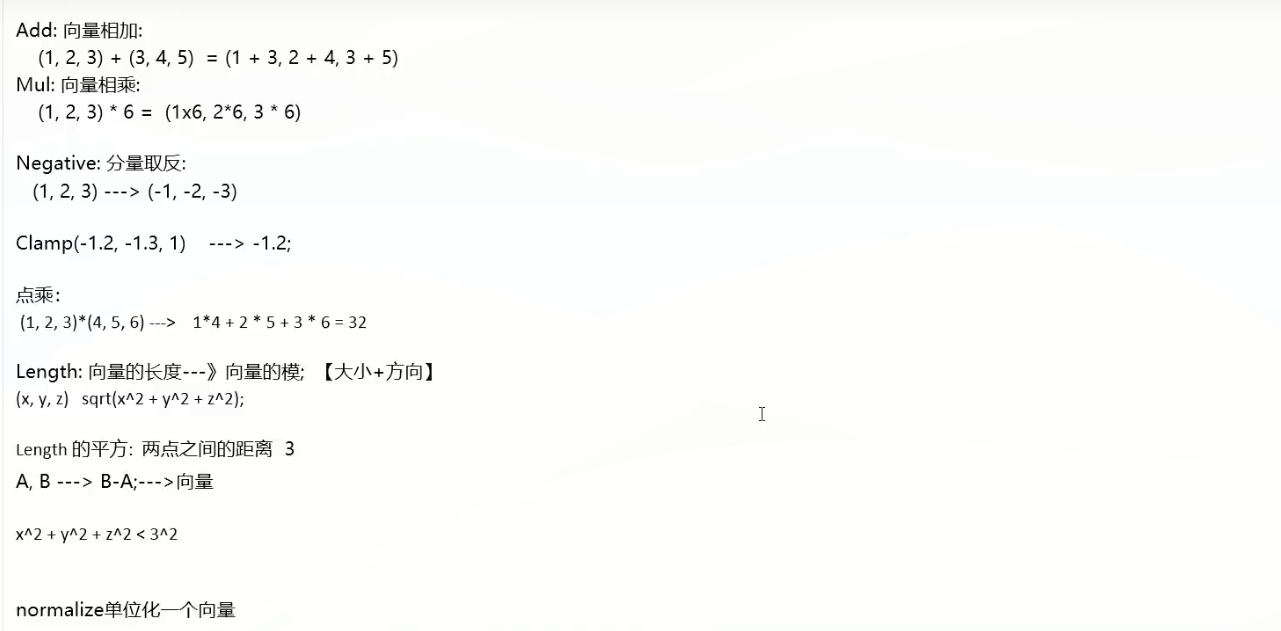 Add: 向量相加:
(1, 2, 3) + (3, 4, 5) = (1 + 3, 2 + 4, 3 + 5)
Mul: 向量相乘:
(1, 2, 3) * 6 = (1x6, 2*6, 3 * 6)
Negative: 分量取反:
(1, 2, 3) ---> (-1, -2, -3)
Clamp(-1.2, -1.3, 1) ---> -1.2;
点乘:
(1, 2, 3)*(4, 5, 6) ---> 1*4 + 2 * 5 + 3 * 6 = 32
Length: 向量的长度---》向量的模; 【大小+方向】
(x, y, z) sqrt(x^2 + y^2 + z^2);
Length 的平方: 两点之间的距离 3
A, B ---> B-A;--->向量
x^2 + y^2 + z^2 < 3^2
normalize单位化一个向量